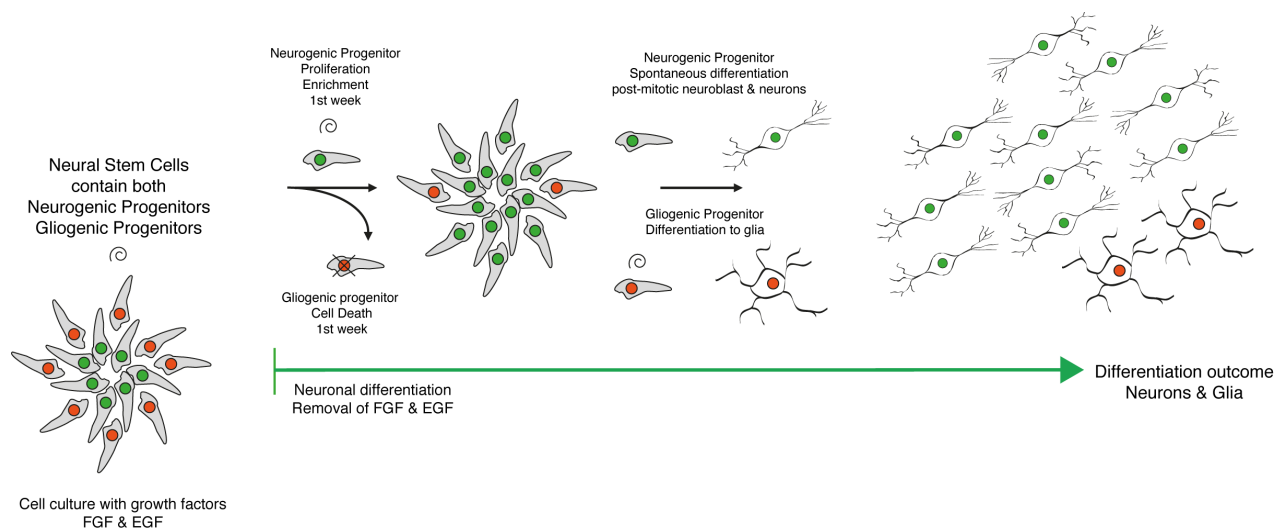 Neural Stem Cells
contain both
Neurogenic Progenitors
Gliogenic Progenitors
Cell culture with growth factors
FGF & EGF
Neurogenic Progenitor
Proliferation
Enrichment
1st week
Gliogenic progenitor
Cell Death
1st week
Neurogenic Progenitor
Spontaneous differentiation
post-mitotic neuroblast & neurons
Gliogenic Progenitor
Differentiation to glia
Neuronal differentiation
Removal of FGF & EGF
Differentiation outcome
Neurons & Glia